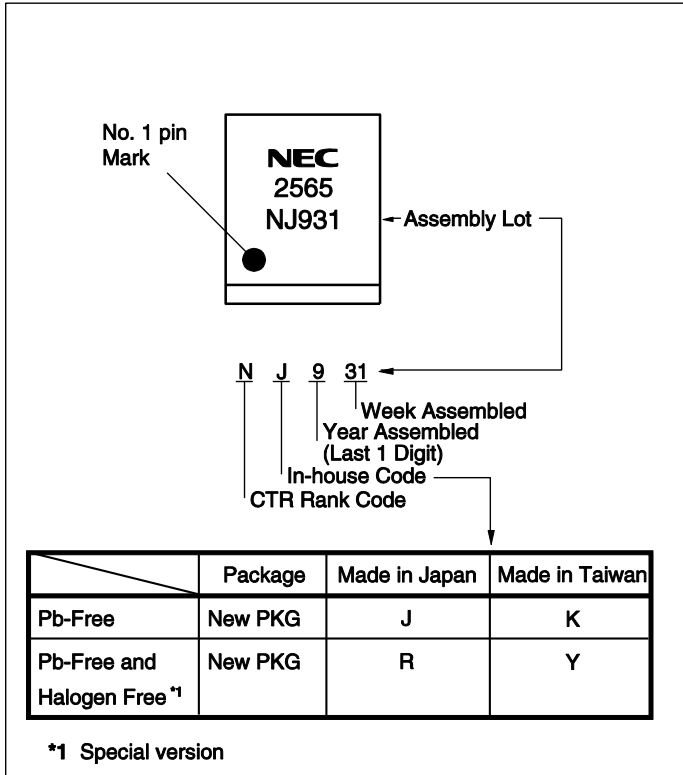 No. 1 pin
Mark
NEC
2565
NJ931
Assembly Lot
N J 9 31
Week Assembled
Year Assembled
(Last 1 Digit)
In-house Code
CTR Rank Code
Package Made in Japan Made in Taiwan
Pb-Free New PKG J K
Pb-Free and New PKG R Y
Halogen Free *1
*1 Special version